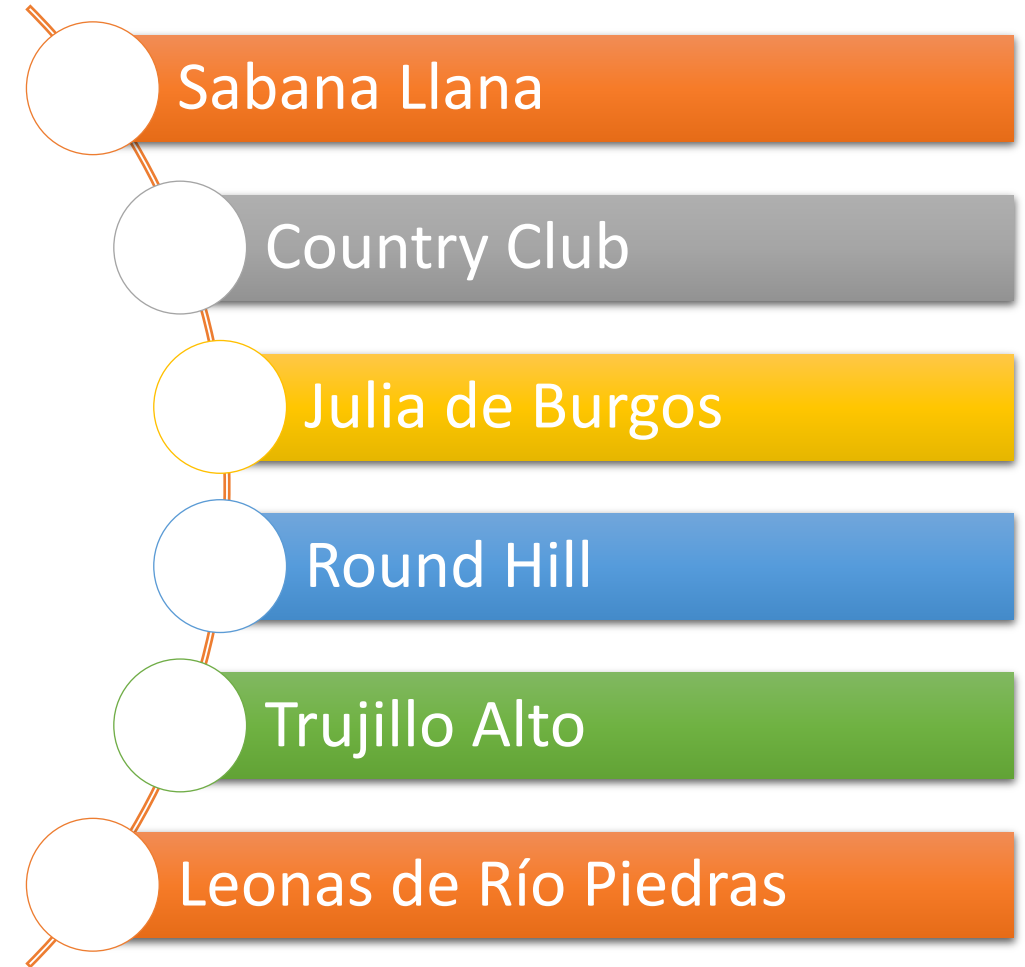 Sabana Llana
Country Club
Julia de Burgos
Round Hill
Trujillo Alto
Leonas de Río Piedras